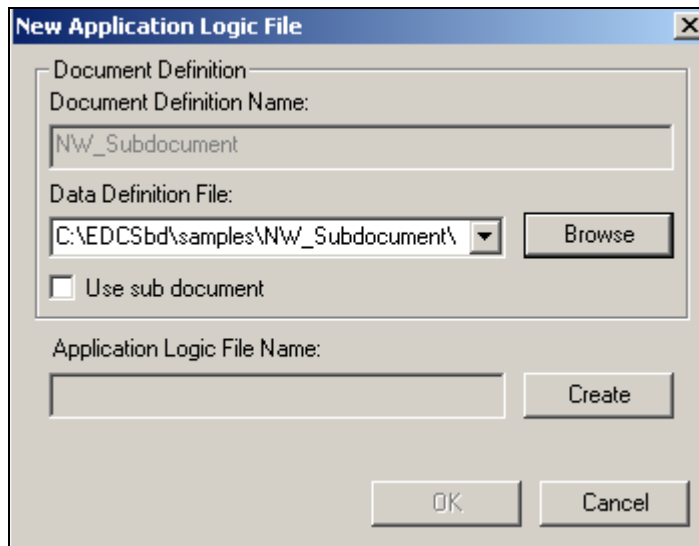 New Application Logic File
Document Definition
Document Definition Name:
NW_Subdocument
Data Definition File:
C:\EDCSbd\samples\NW_Subdocument\
Browse
Use sub document
Application Logic File Name:
Create
OK
Cancel